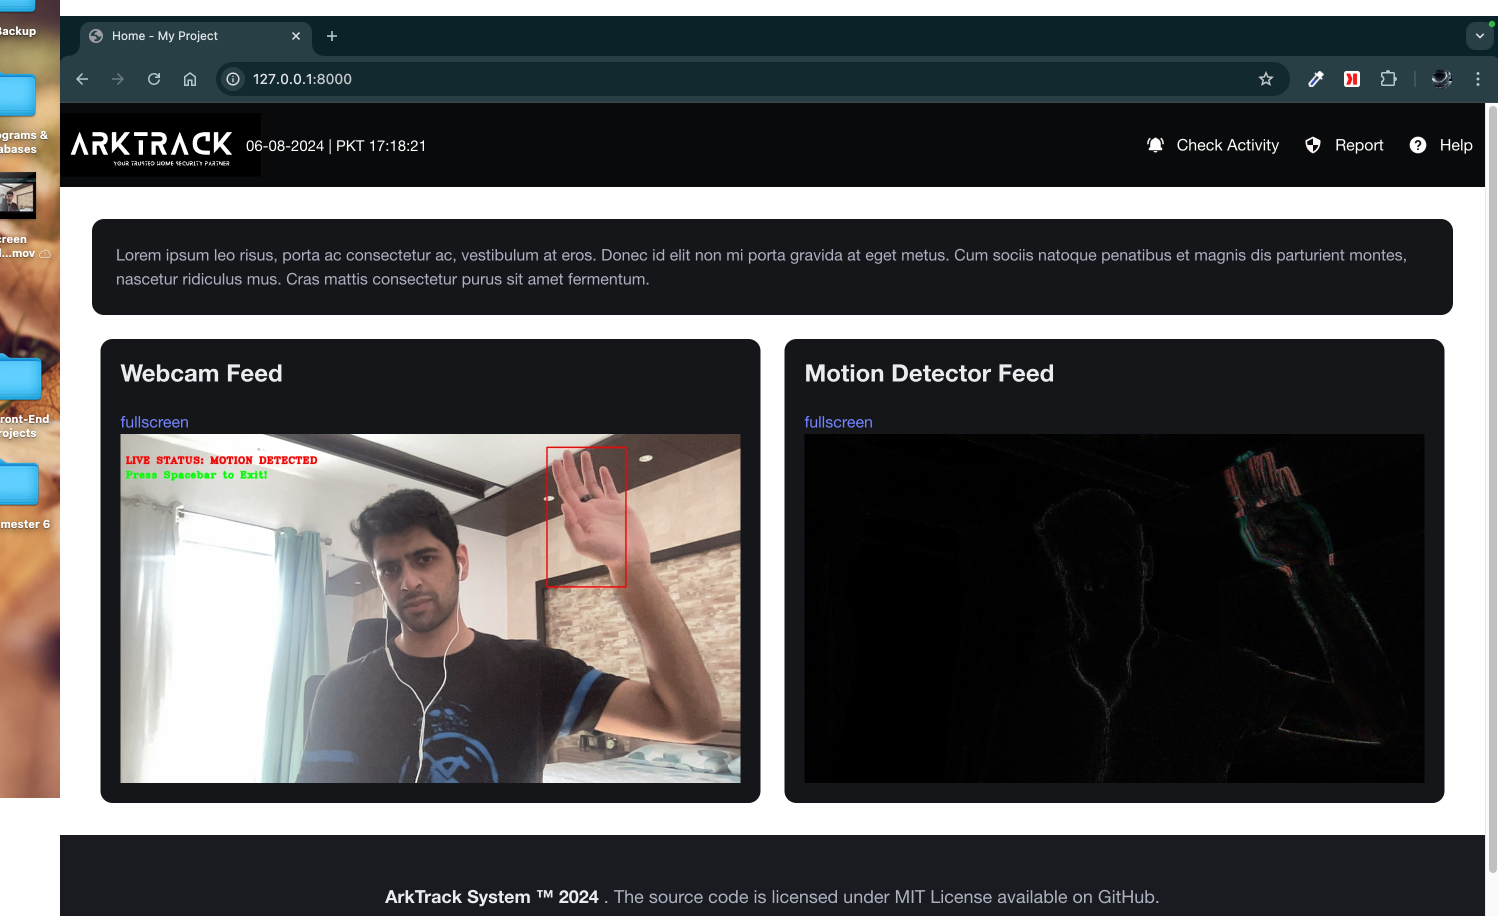 Backup
Home - My Project
127.0.0.1:8000
ograms &
abases
ARKTRACK
YOUR TRUSTED HOME SECURITY PARTNER
06-08-2024 | PKT 17:18:21
Check Activity
Report
Help
creen
l...mov
Lorem ipsum leo risus, porta ac consectetur ac, vestibulum at eros. Donec id elit non mi porta gravida at eget metus. Cum sociis natoque penatibus et magnis dis parturient montes,
nascetur ridiculus mus. Cras mattis consectetur purus sit amet fermentum.
Webcam Feed
fullscreen
LIVE STATUS: MOTION DETECTED
Press Spacebar to Exit!
Motion Detector Feed
fullscreen
ront-End
rojects
mester 6
ArkTrack System ™ 2024 . The source code is licensed under MIT License available on GitHub.